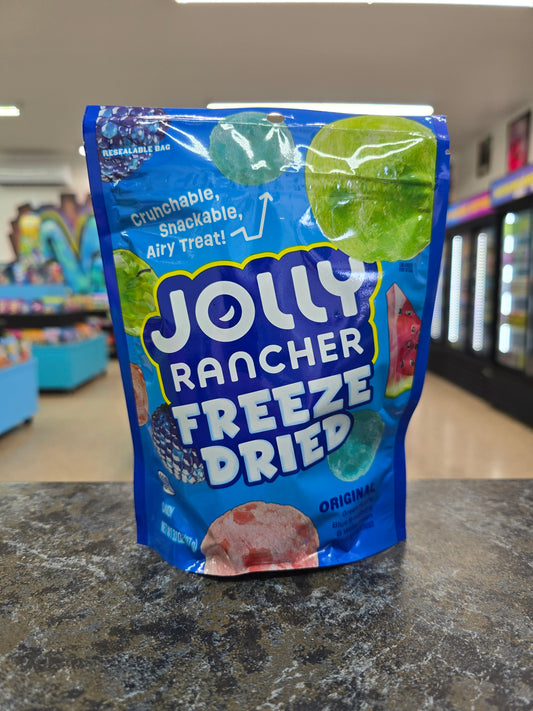 RESEALABLE BAG
Crunchable,
Snackable,
Airy Treat!
JOLLY
RANCHER
FREEZE
DRIED
ORIGINAL
CANDY